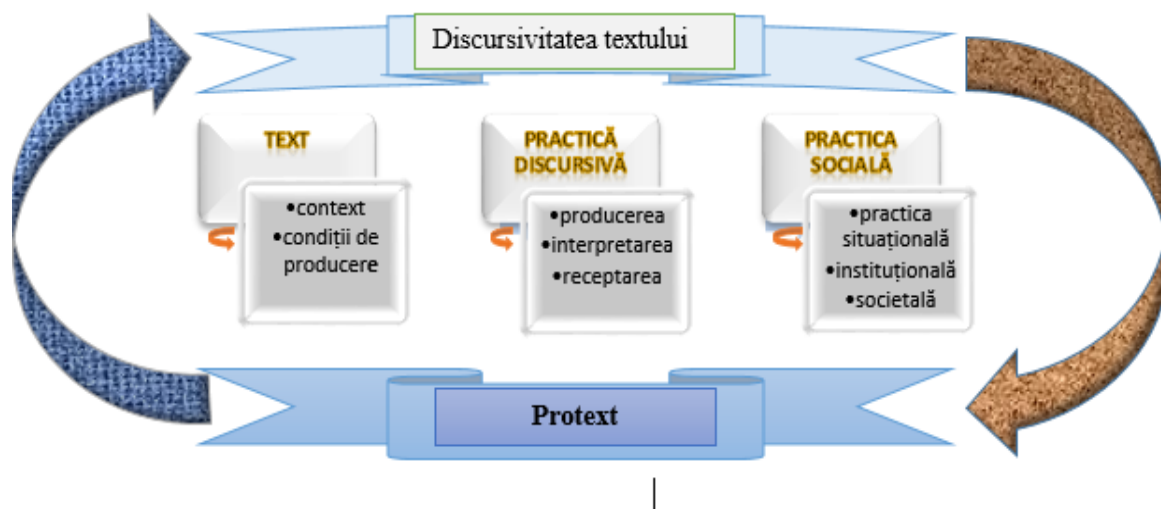 Discursivitatea textului
TEXT
•context
•condiții de
producere
PRACTICĂ
DISCURSIVĂ
•producerea
•interpretarea
•receptarea
PRACTICA
SOCIALĂ
•practica
situațională
•instituțională
•societală
Protext